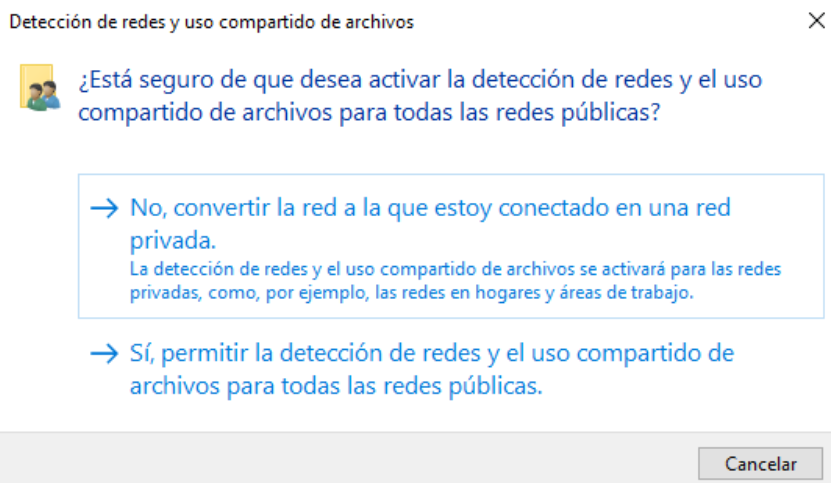 Detección de redes y uso compartido de archivos
¿Está seguro de que desea activar la detección de redes y el uso
compartido de archivos para todas las redes públicas?
No, convertir la red a la que estoy conectado en una red
privada.
La detección de redes y el uso compartido de archivos se activará para las redes
privadas, como, por ejemplo, las redes en hogares y áreas de trabajo.
Sí, permitir la detección de redes y el uso compartido de
archivos para todas las redes públicas.
Cancelar